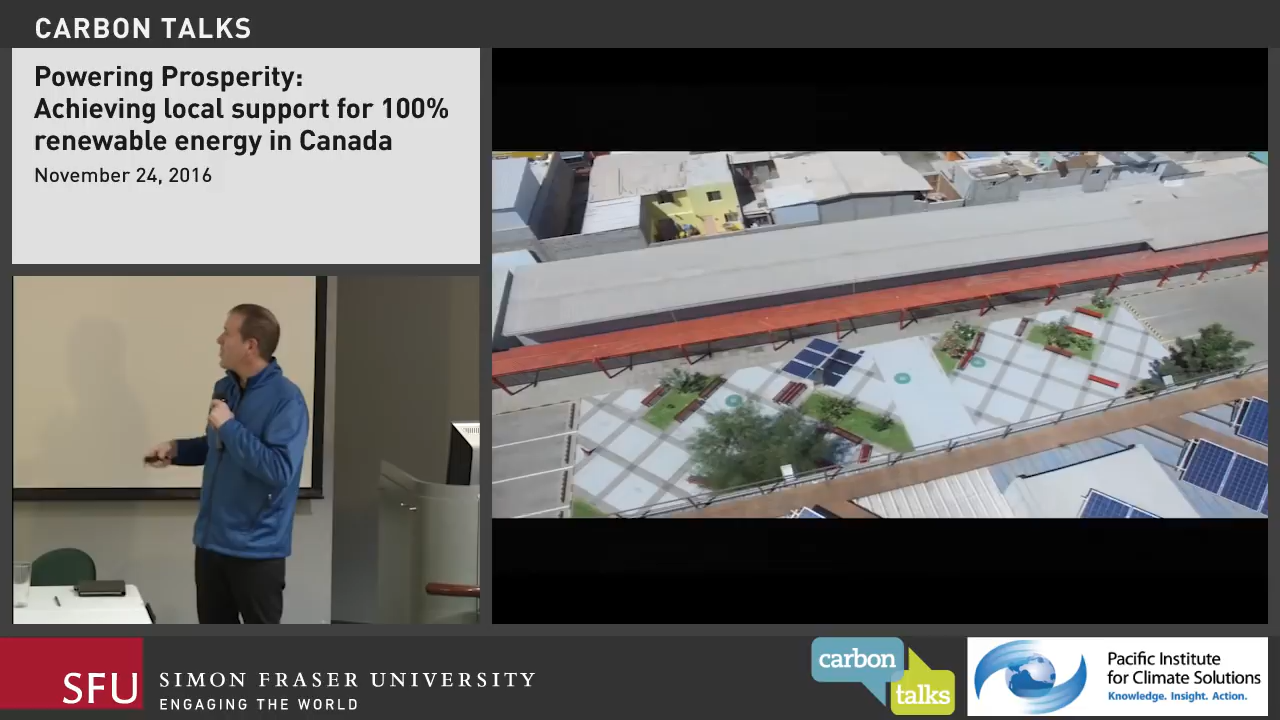 CARBON TALKS
Powering Prosperity:
Achieving local support for 100%
renewable energy in Canada
November 24, 2016
SFU
SIMON FRASER UNIVERSITY
ENGAGING THE WORLD
carbon
talks
Pacific Institute
for Climate Solutions
Knowledge. Insight. Action.